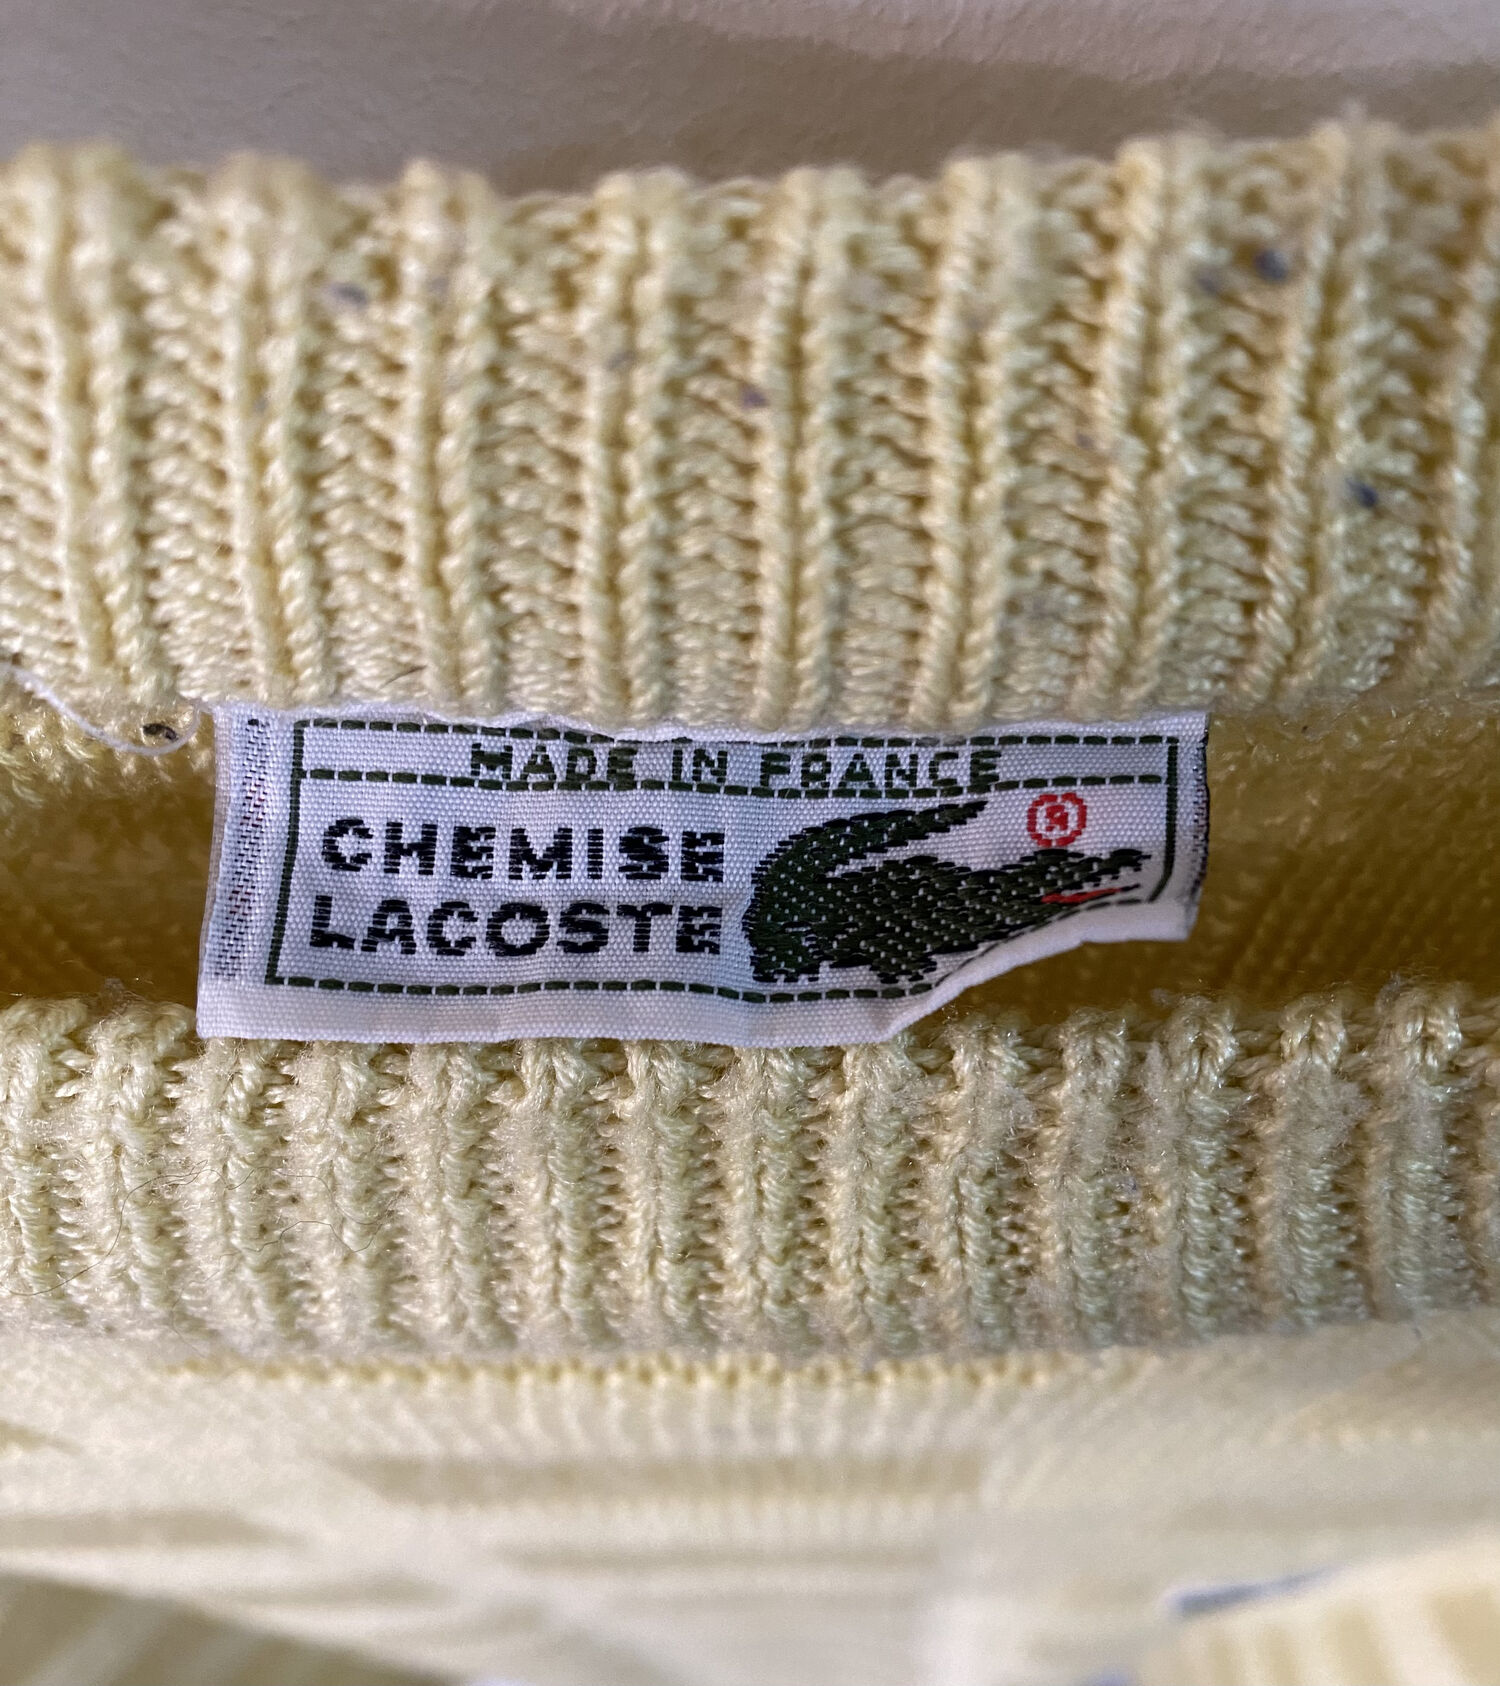 MADE IN FRANCE
CHEMISE
LACOSTE
®